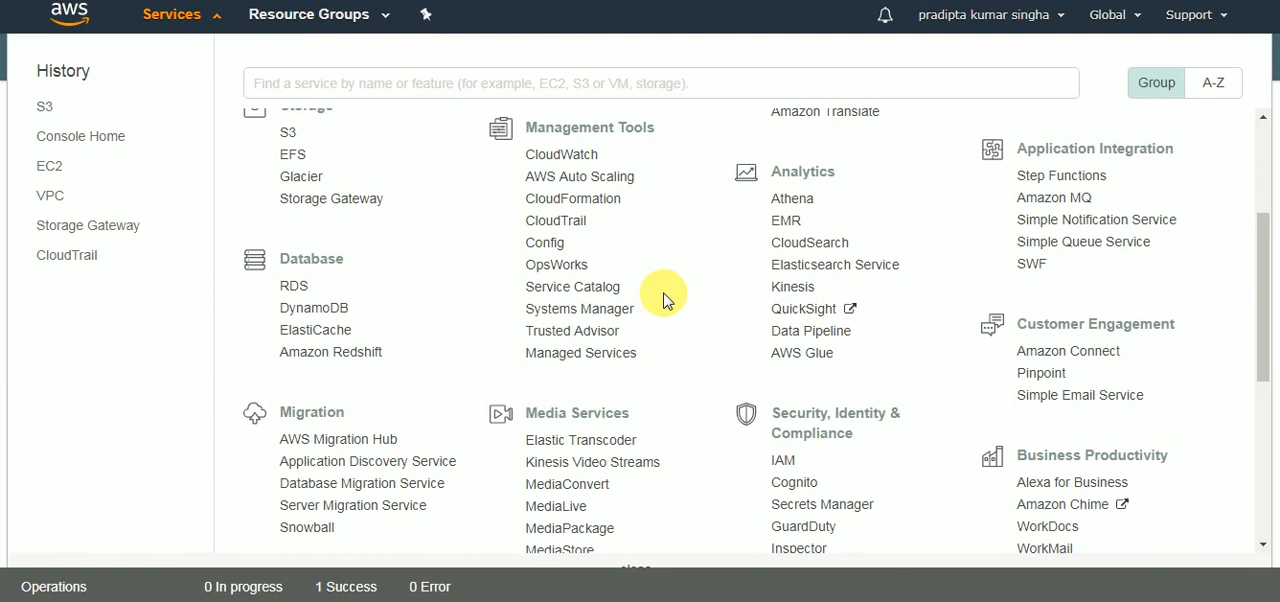 aws
Services
Resource Groups
pradipta kumar singha
Global
Support
History
S3
Console Home
EC2
VPC
Storage Gateway
CloudTrail
Find a service by name or feature (for example, EC2, S3 or VM, storage).
Group
A-Z
Storage
S3
EFS
Glacier
Storage Gateway
Database
RDS
DynamoDB
ElastiCache
Amazon Redshift
Migration
AWS Migration Hub
Application Discovery Service
Database Migration Service
Server Migration Service
Snowball
Management Tools
CloudWatch
AWS Auto Scaling
CloudFormation
CloudTrail
Config
OpsWorks
Service Catalog
Systems Manager
Trusted Advisor
Managed Services
Media Services
Elastic Transcoder
Kinesis Video Streams
MediaConvert
MediaLive
MediaPackage
MediaStore
Amazon Translate
Analytics
Athena
EMR
CloudSearch
Elasticsearch Service
Kinesis
QuickSight
Data Pipeline
AWS Glue
Security, Identity &
Compliance
IAM
Cognito
Secrets Manager
GuardDuty
Inspector
Application Integration
Step Functions
Amazon MQ
Simple Notification Service
Simple Queue Service
SWF
Customer Engagement
Amazon Connect
Pinpoint
Simple Email Service
Business Productivity
Alexa for Business
Amazon Chime
WorkDocs
WorkMail
Operations
0 In progress
1 Success
0 Error